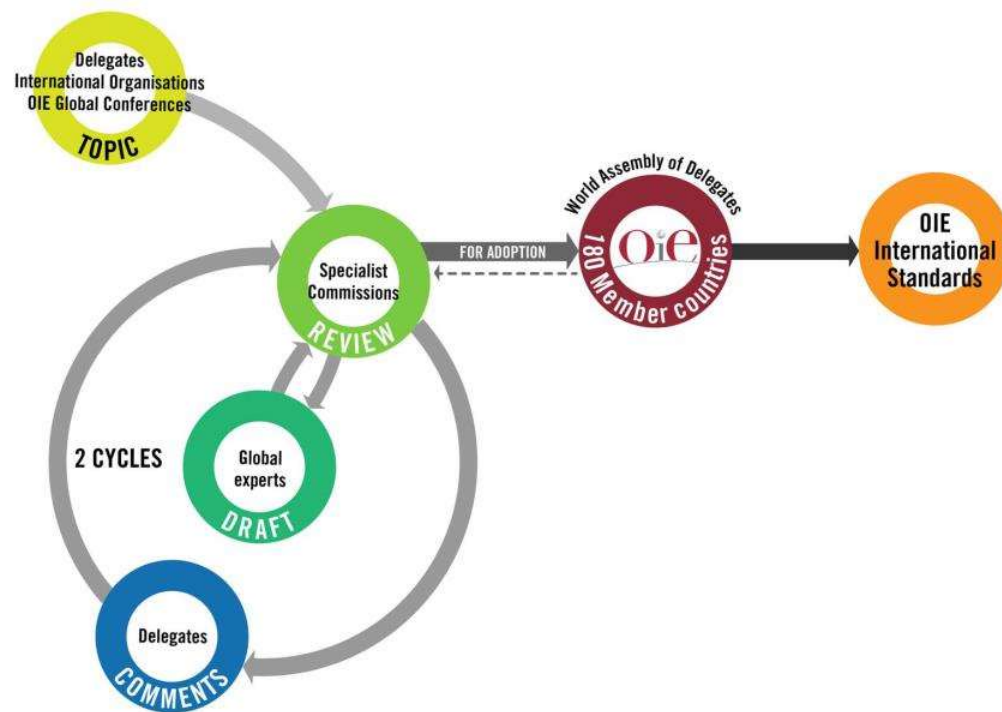 Delegates
International Organisations
OIE Global Conferences
TOPIC
World Assembly of Delegates
OiE
180 Member countries
FOR ADOPTION
OIE
International
Standards
Specialist
Commissions
REVIEW
2 CYCLES
Global
experts
DRAFT
Delegates
COMMENTS